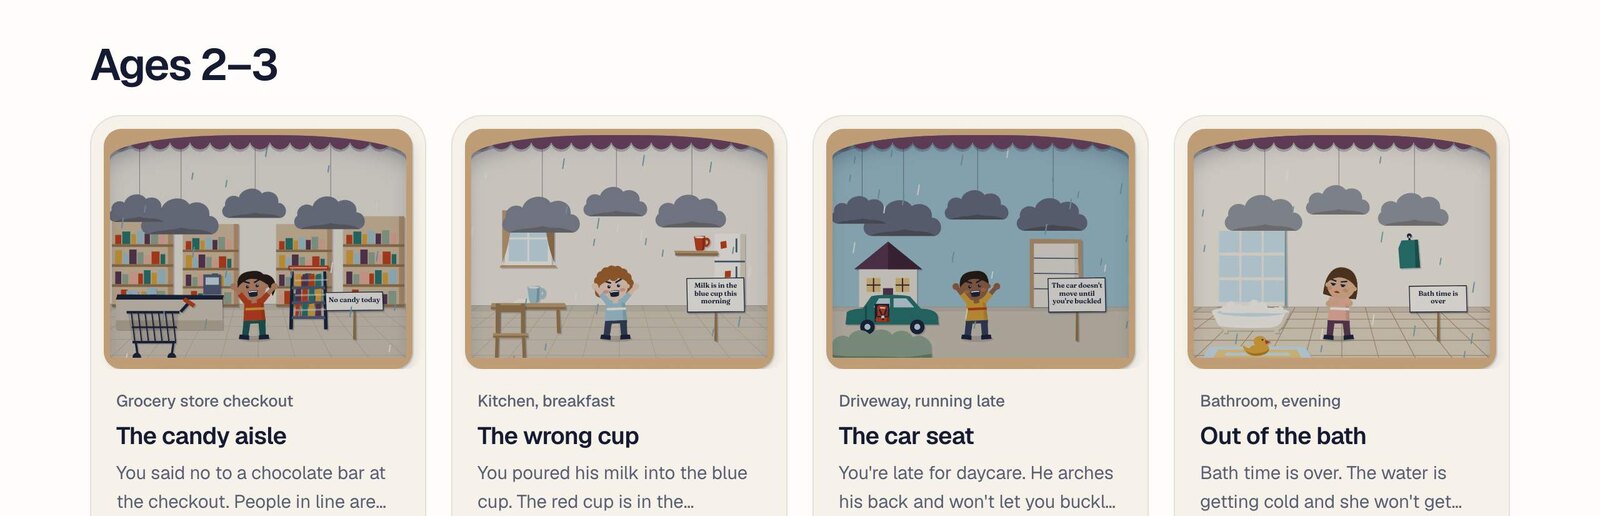 Ages 2–3
No candy today
Grocery store checkout
The candy aisle
You said no to a chocolate bar at
the checkout. People in line are...
Milk is in the
blue cup this
morning
Kitchen, breakfast
The wrong cup
You poured his milk into the blue
cup. The red cup is in the...
The car doesn't
move until
you're buckled
Driveway, running late
The car seat
You're late for daycare. He arches
his back and won't let you buckl...
Bath time is
over
Bathroom, evening
Out of the bath
Bath time is over. The water is
getting cold and she won't get...